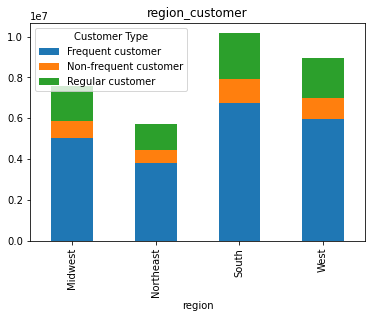 region_customer
1e7
1.0
0.8
0.6
0.4
0.2
0.0
Customer Type
Frequent customer
Non-frequent customer
Regular customer
Midwest
Northeast
South
West
region